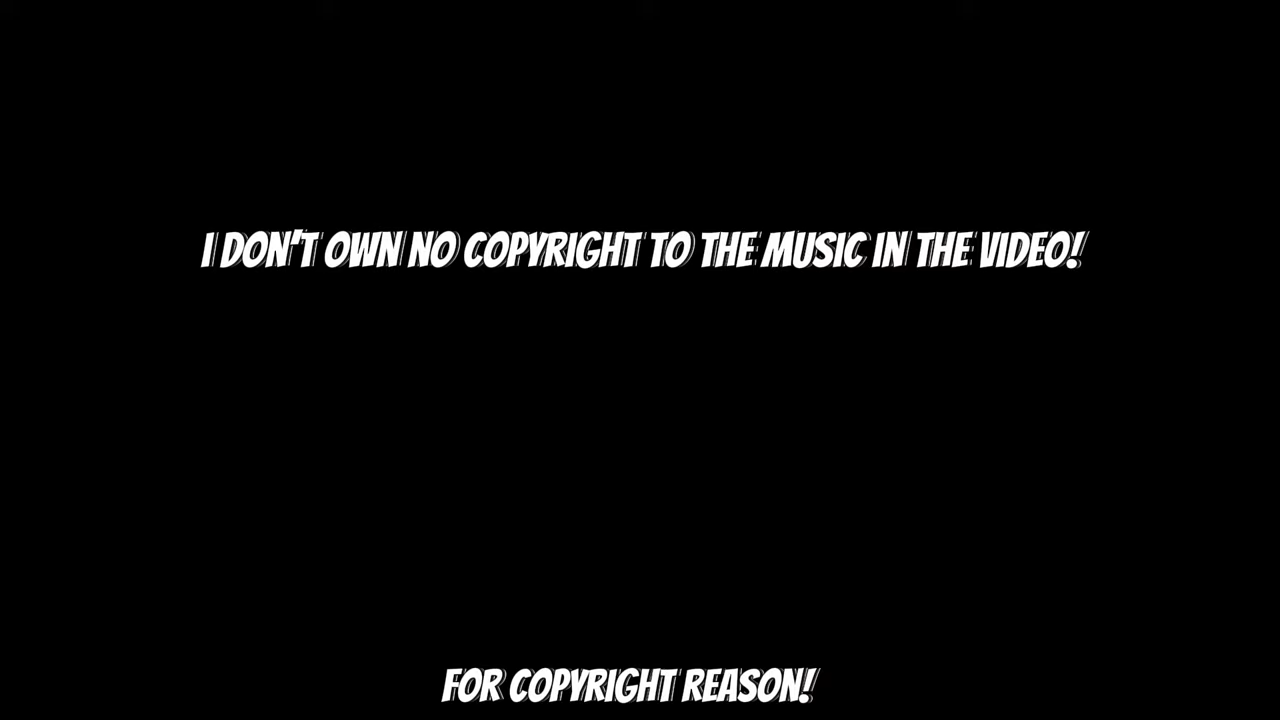 I DON'T OWN NO COPYRIGHT TO THE MUSIC IN THE VIDEO!
FOR COPYRIGHT REASON!